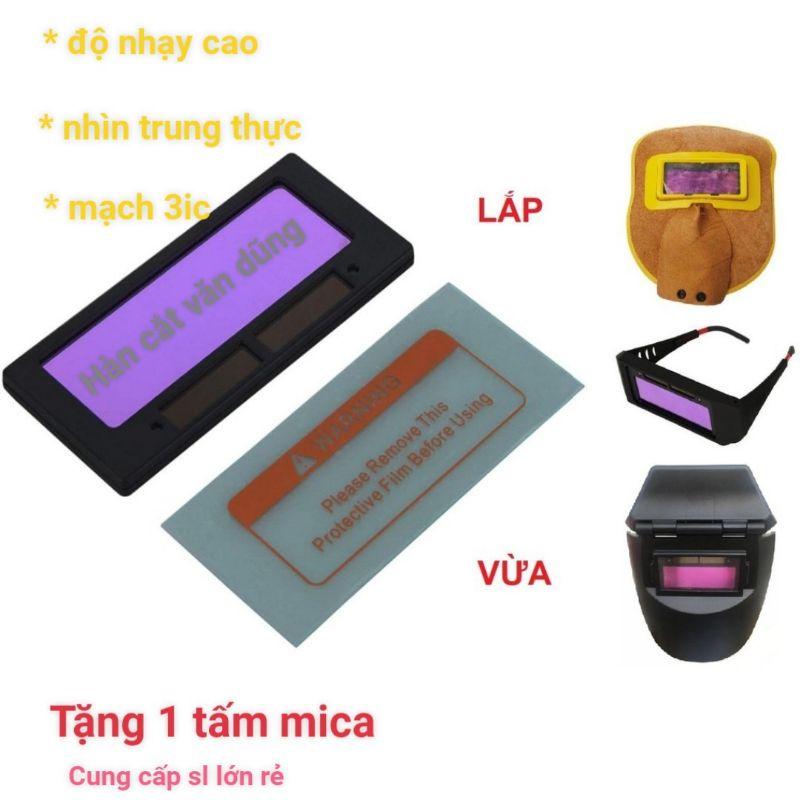 * độ nhạy cao
* nhìn trung thực
* mạch 3ic
LẮP
Hàn cắt văn dũng
WARNING
Please Remove This
Protective Film Before Using
VỪA
Tặng 1 tấm mica
Cung cấp sl lớn rẻ